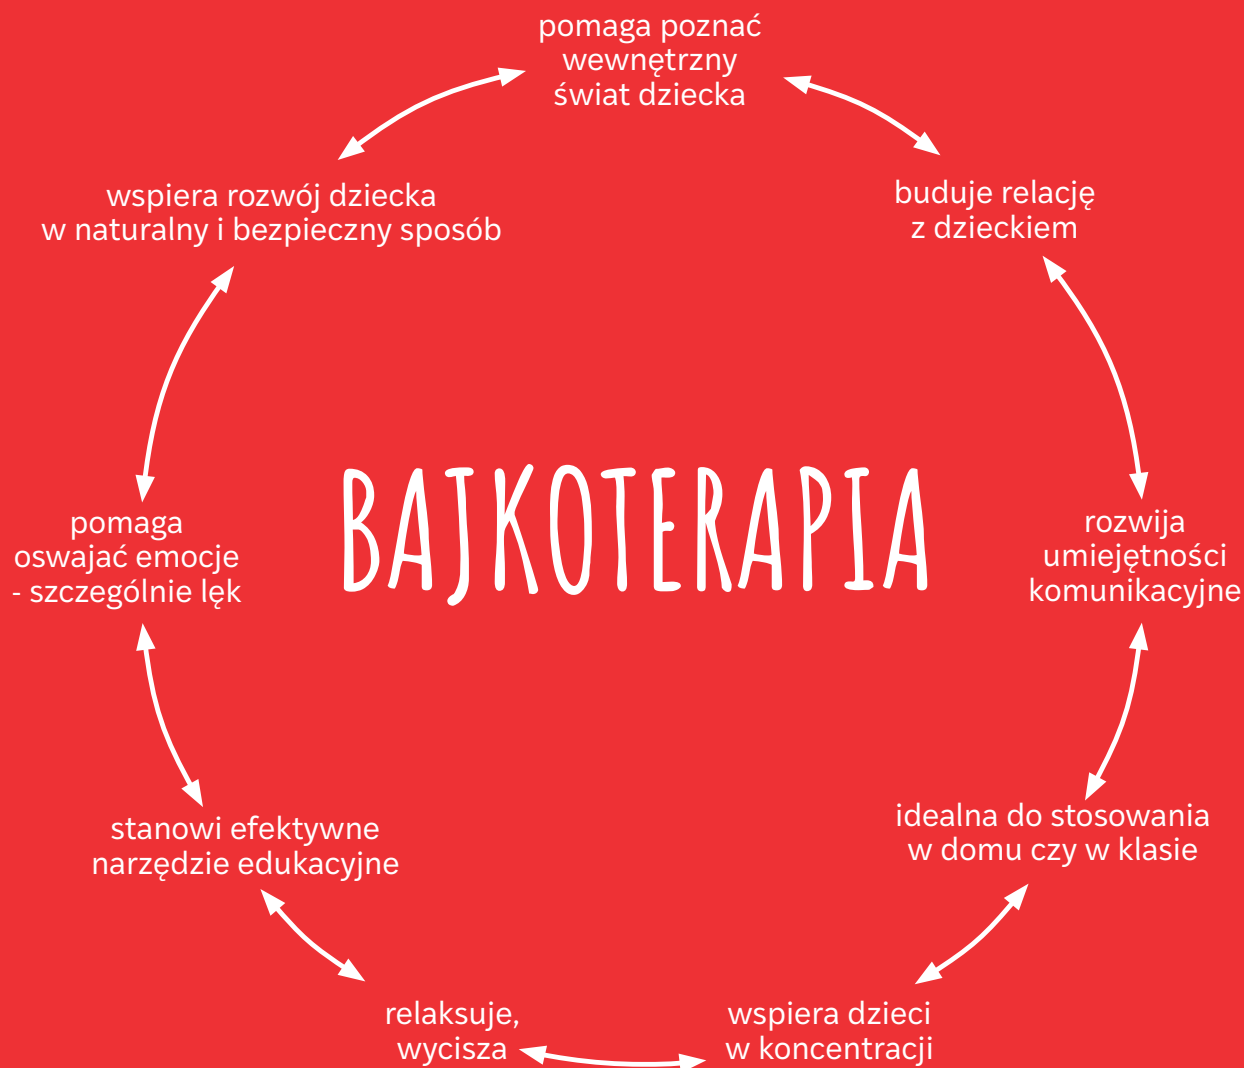 pomaga poznać
wewnętrzny
świat dziecka
buduje relację
z dzieckiem
rozwija
umiejętności
komunikacyjne
idealna do stosowania
w domu czy w klasie
wspiera dzieci
w koncentracji
relaksuje,
wycisza
stanowi efektywne
narzędzie edukacyjne
pomaga
oswajać emocje
- szczególnie lęk
wspiera rozwój dziecka
w naturalny i bezpieczny sposób
BAJKOTERAPIA